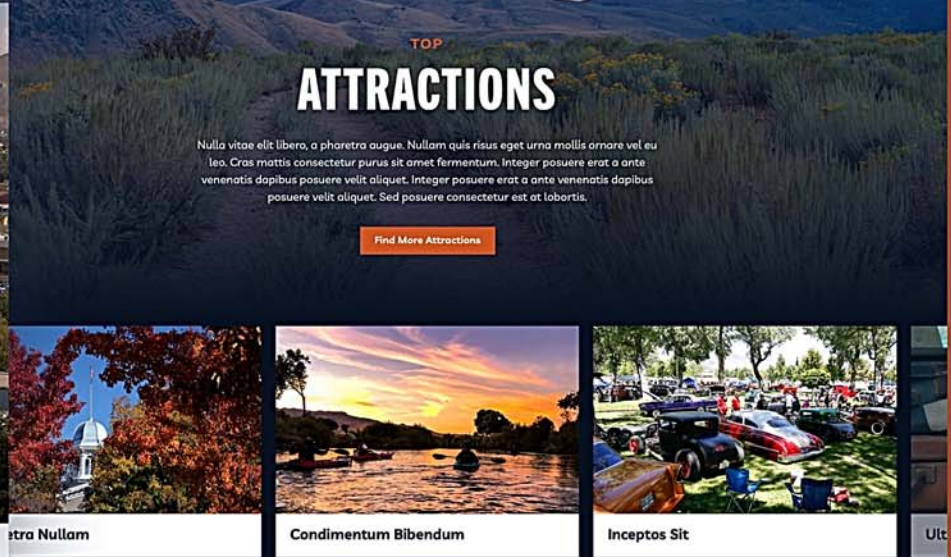 TOP
ATTRACTIONS
Nulla vitae elit libero, a pharetra augue. Nullam quis risus eget urna mollis ornare vel eu
leo. Cras mattis consectetur purus sit amet fermentum. Integer posuere erat a ante
venenatis dapibus posuere velit aliquet. Integer posuere erat a ante venenatis dapibus
posuere velit aliquet. Sed posuere consectetur est at lobortis.
Find More Attractions
etra Nullam
Condimentum Bibendum
Inceptos Sit
Ult